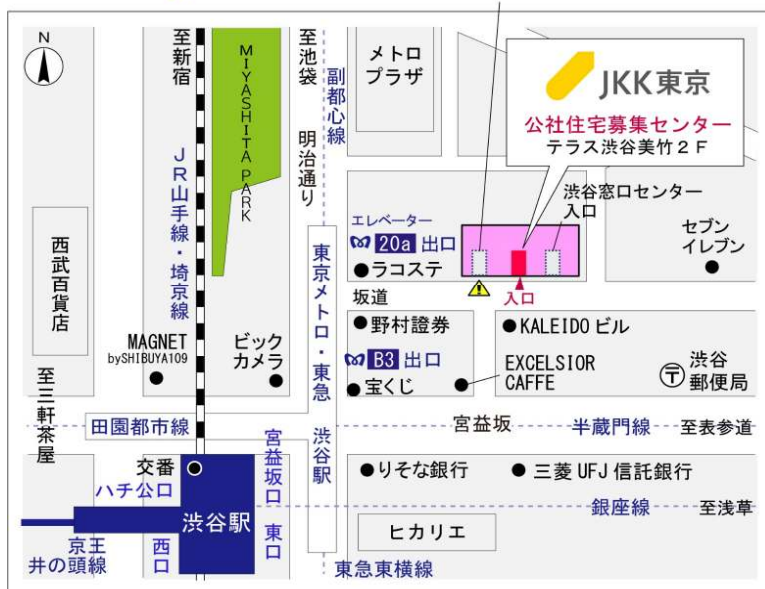 N
至新宿
MIYASHITA PARK
至池袋
副都心線
明治通り
メトロ
プラザ
JKK東京
公社住宅募集センター
テラス渋谷美竹２Ｆ
JR山手線・埼京線
西武百貨店
エレベーター
20a 出口
ラコステ
渋谷窓口センター
入口
セブン
イレブン
入口
坂道
東京メトロ・東急 渋谷駅
MAGNET
bySHIBUYA109
ビック
カメラ
野村證券
B3 出口
宝くじ
KALEIDO ビル
EXCELSIOR
CAFFE
渋谷
郵便局
至三軒茶屋
田園都市線
宮益坂
半蔵門線
至表参道
交番
ハチ公口
宮益坂口
りそな銀行
三菱 UFJ 信託銀行
渋谷駅
銀座線
至浅草
京王
井の頭線
西口
東口
ヒカリエ
東急東横線